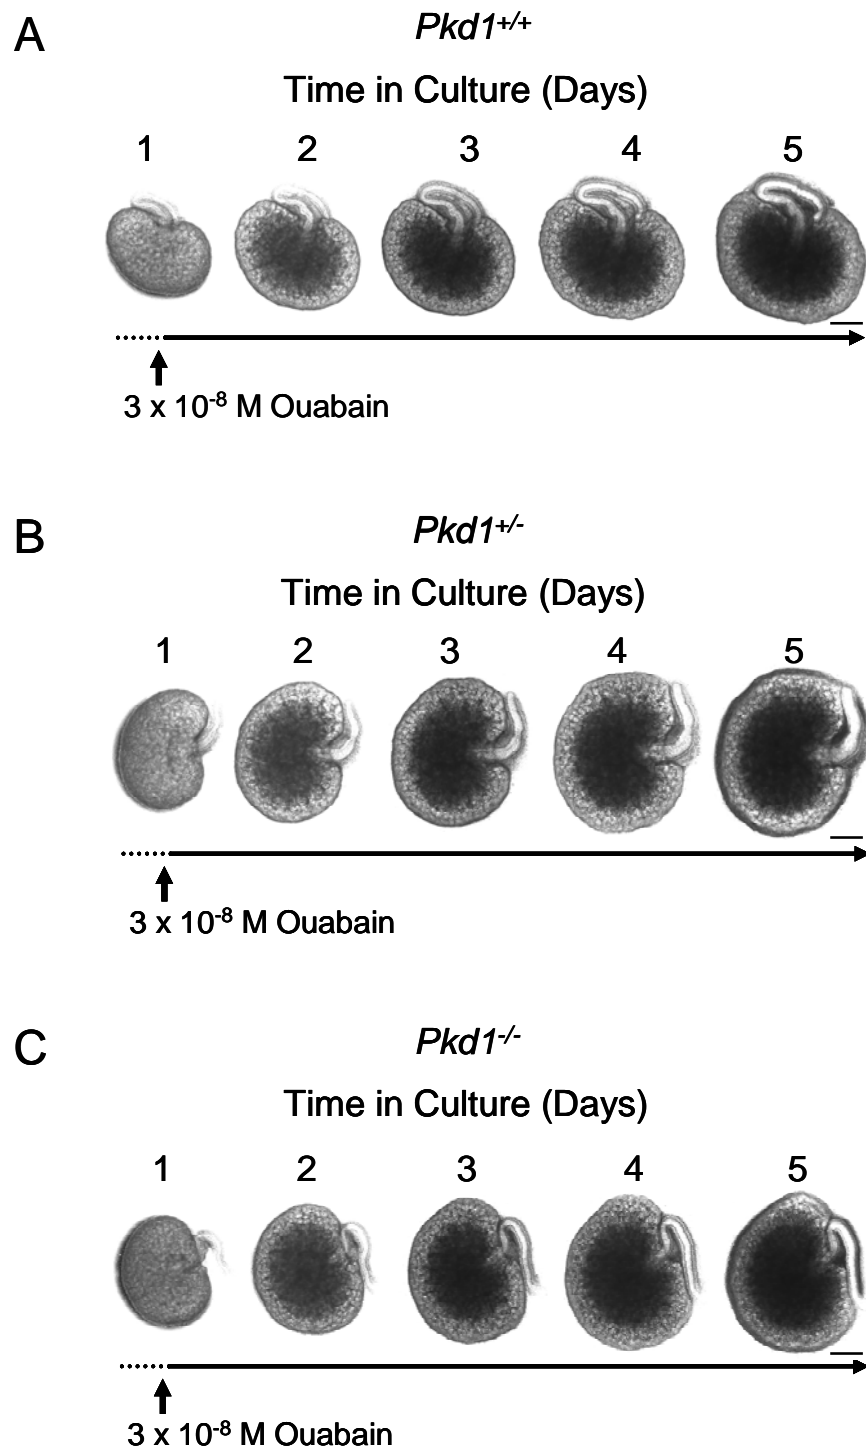 A
Pkd1+/+
Time in Culture (Days)
1 2 3 4 5
3 x 10-8 M Ouabain
B
Pkd1+/-
Time in Culture (Days)
1 2 3 4 5
3 x 10-8 M Ouabain
C
Pkd1-/-
Time in Culture (Days)
1 2 3 4 5
3 x 10-8 M Ouabain